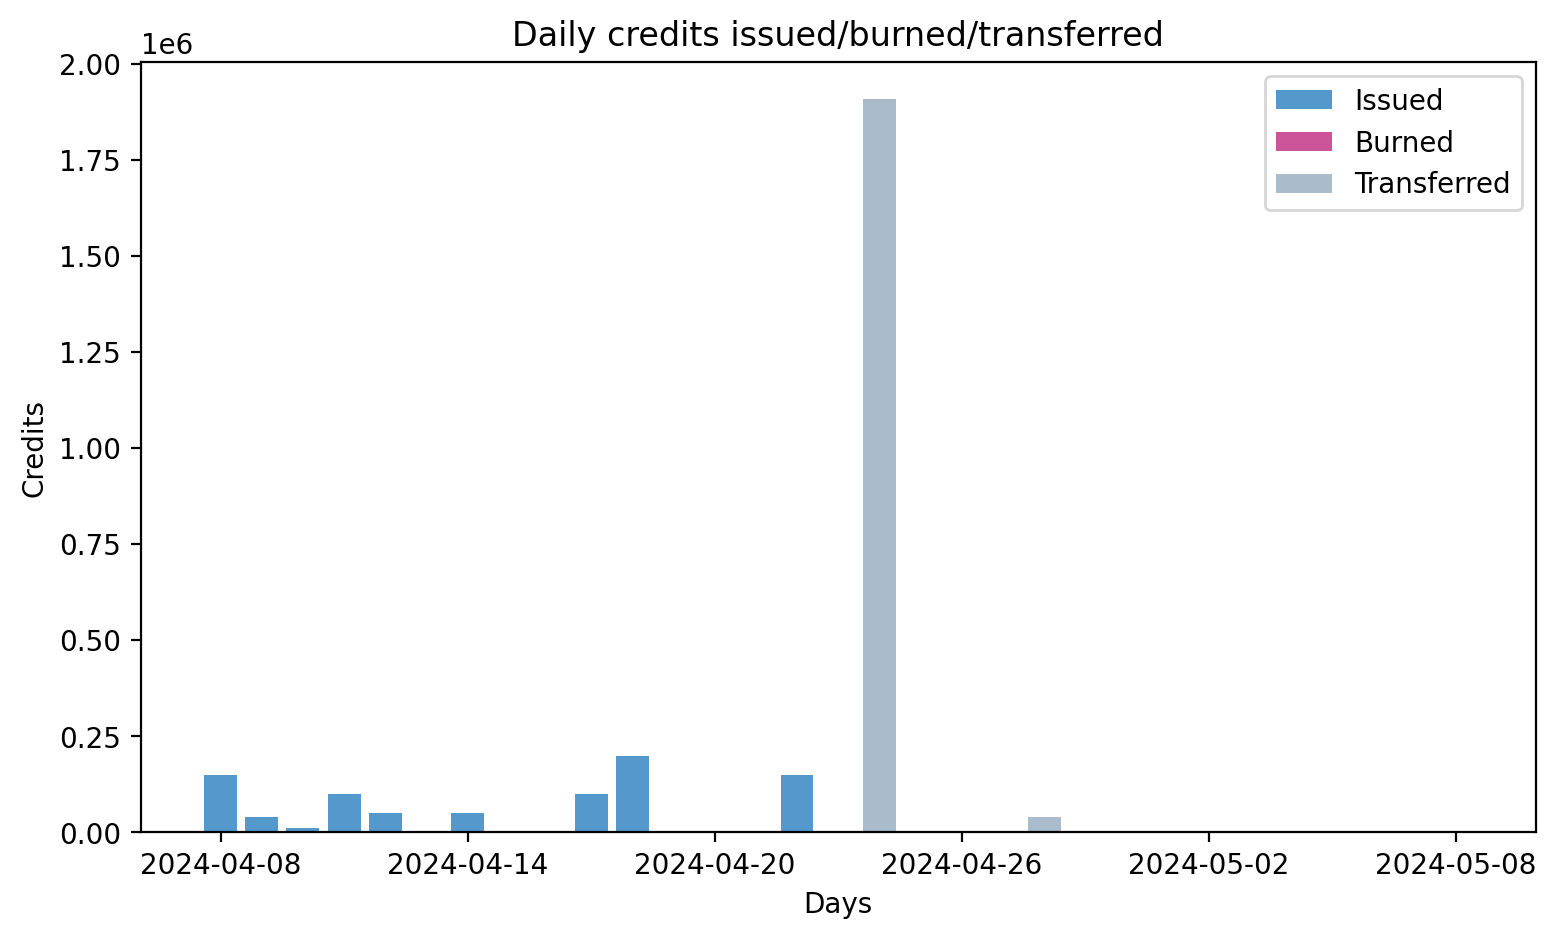 Daily credits issued/burned/transferred
1e6
2.00
1.75
1.50
1.25
1.00
0.75
0.50
0.25
0.00
Credits
Issued
Burned
Transferred
2024-04-08 2024-04-14 2024-04-20 2024-04-26 2024-05-02 2024-05-08
Days